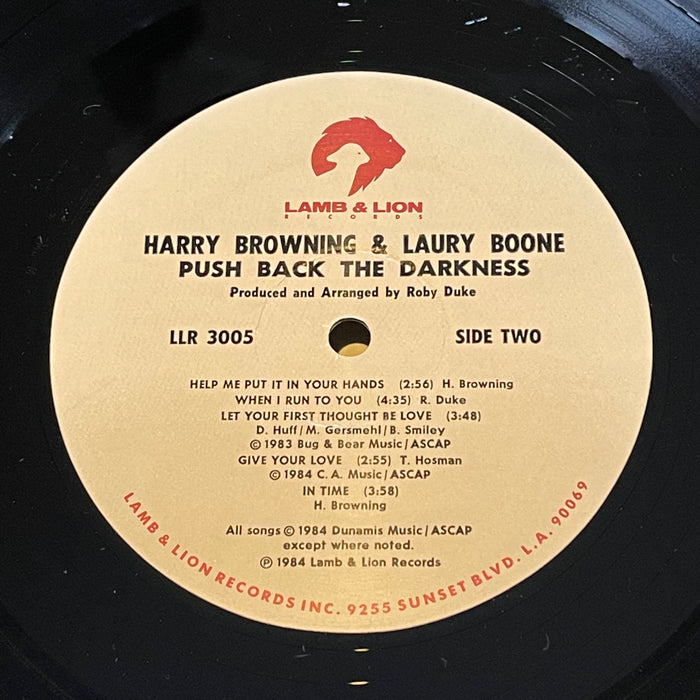 LAMB & LION
RECORDS
HARRY BROWNING & LAURY BOONE
PUSH BACK THE DARKNESS
Produced and Arranged by Roby Duke
LLR 3005 SIDE TWO
HELP ME PUT IT IN YOUR HANDS (2:56) H. Browning
WHEN I RUN TO YOU (4:35) R. Duke
LET YOUR FIRST THOUGHT BE LOVE (3:48)
D. Huff/M. Gersmehl/B. Smiley
© 1983 Bug & Bear Music/ASCAP
GIVE YOUR LOVE (2:55) T. Hosman
© 1984 C.A. Music/ASCAP
IN TIME (3:58)
H. Browning
All songs © 1984 Dunamis Music/ASCAP
except where noted.
℗ 1984 Lamb & Lion Records
LAMB & LION RECORDS INC. 9255 SUNSET BLVD. L.A. 90069